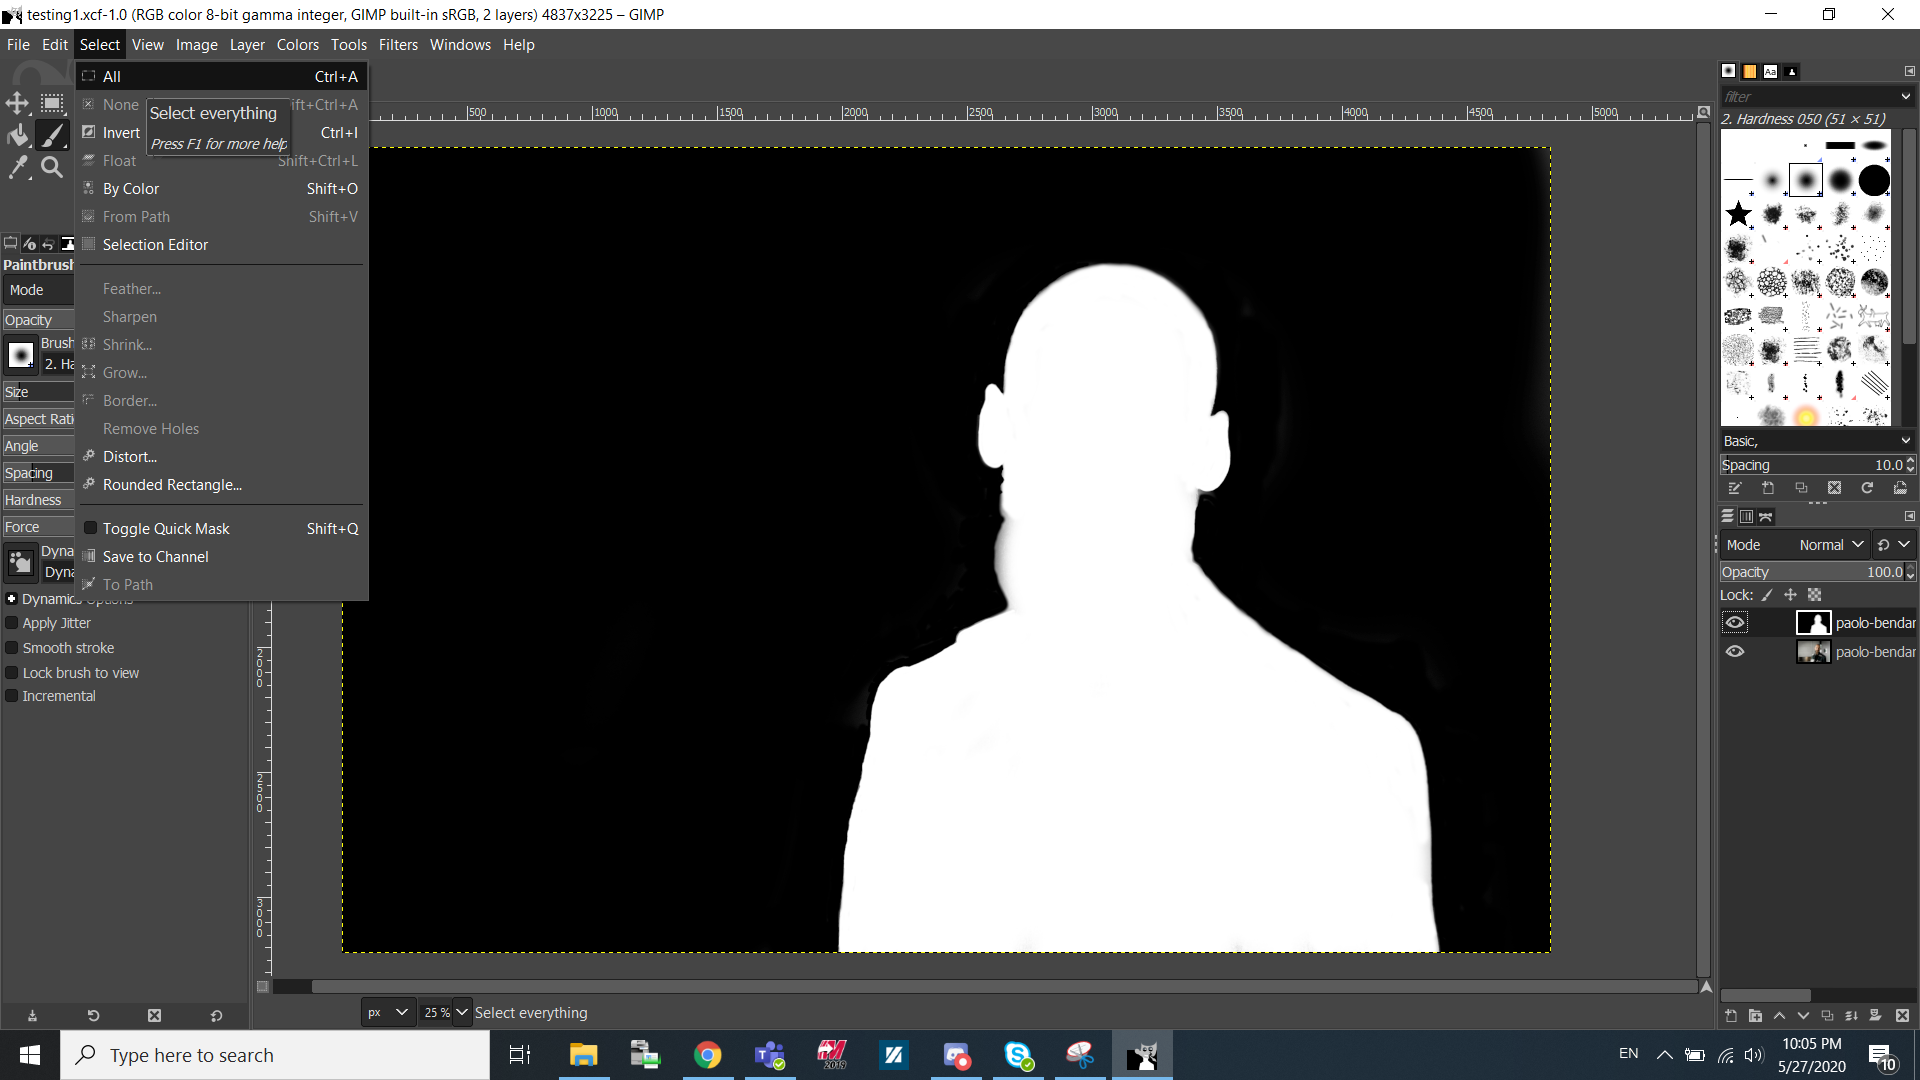 testing1.xcf-1.0 (RGB color 8-bit gamma integer, GIMP built-in sRGB, 2 layers) 4837x3225 – GIMP
File Edit Select View Image Layer Colors Tools Filters Windows Help
All Ctrl+A
None ift+Ctrl+A
Select everything
Invert Ctrl+I
Press F1 for more help
Float Shift+Ctrl+L
By Color Shift+O
From Path Shift+V
Selection Editor
Feather...
Sharpen
Shrink...
Grow...
Border...
Remove Holes
Distort...
Rounded Rectangle...
Toggle Quick Mask Shift+Q
Save to Channel
To Path
Paintbrush
Mode
Opacity
Brush
2. Ha
Size
Aspect Rati
Angle
Spacing
Hardness
Force
Dyna
Dyna
Dynamics Options
Apply Jitter
Smooth stroke
Lock brush to view
Incremental
500 1000 1500 2000 2500 3000 3500 4000 4500 5000
2000
2500
3000
px 25 % Select everything
Aa
filter
2. Hardness 050 (51 × 51)
Basic,
Spacing 10.0
Mode Normal
Opacity 100.0
Lock:
paolo-bendar
paolo-bendar
Type here to search
2019
EN
10:05 PM
5/27/2020
10